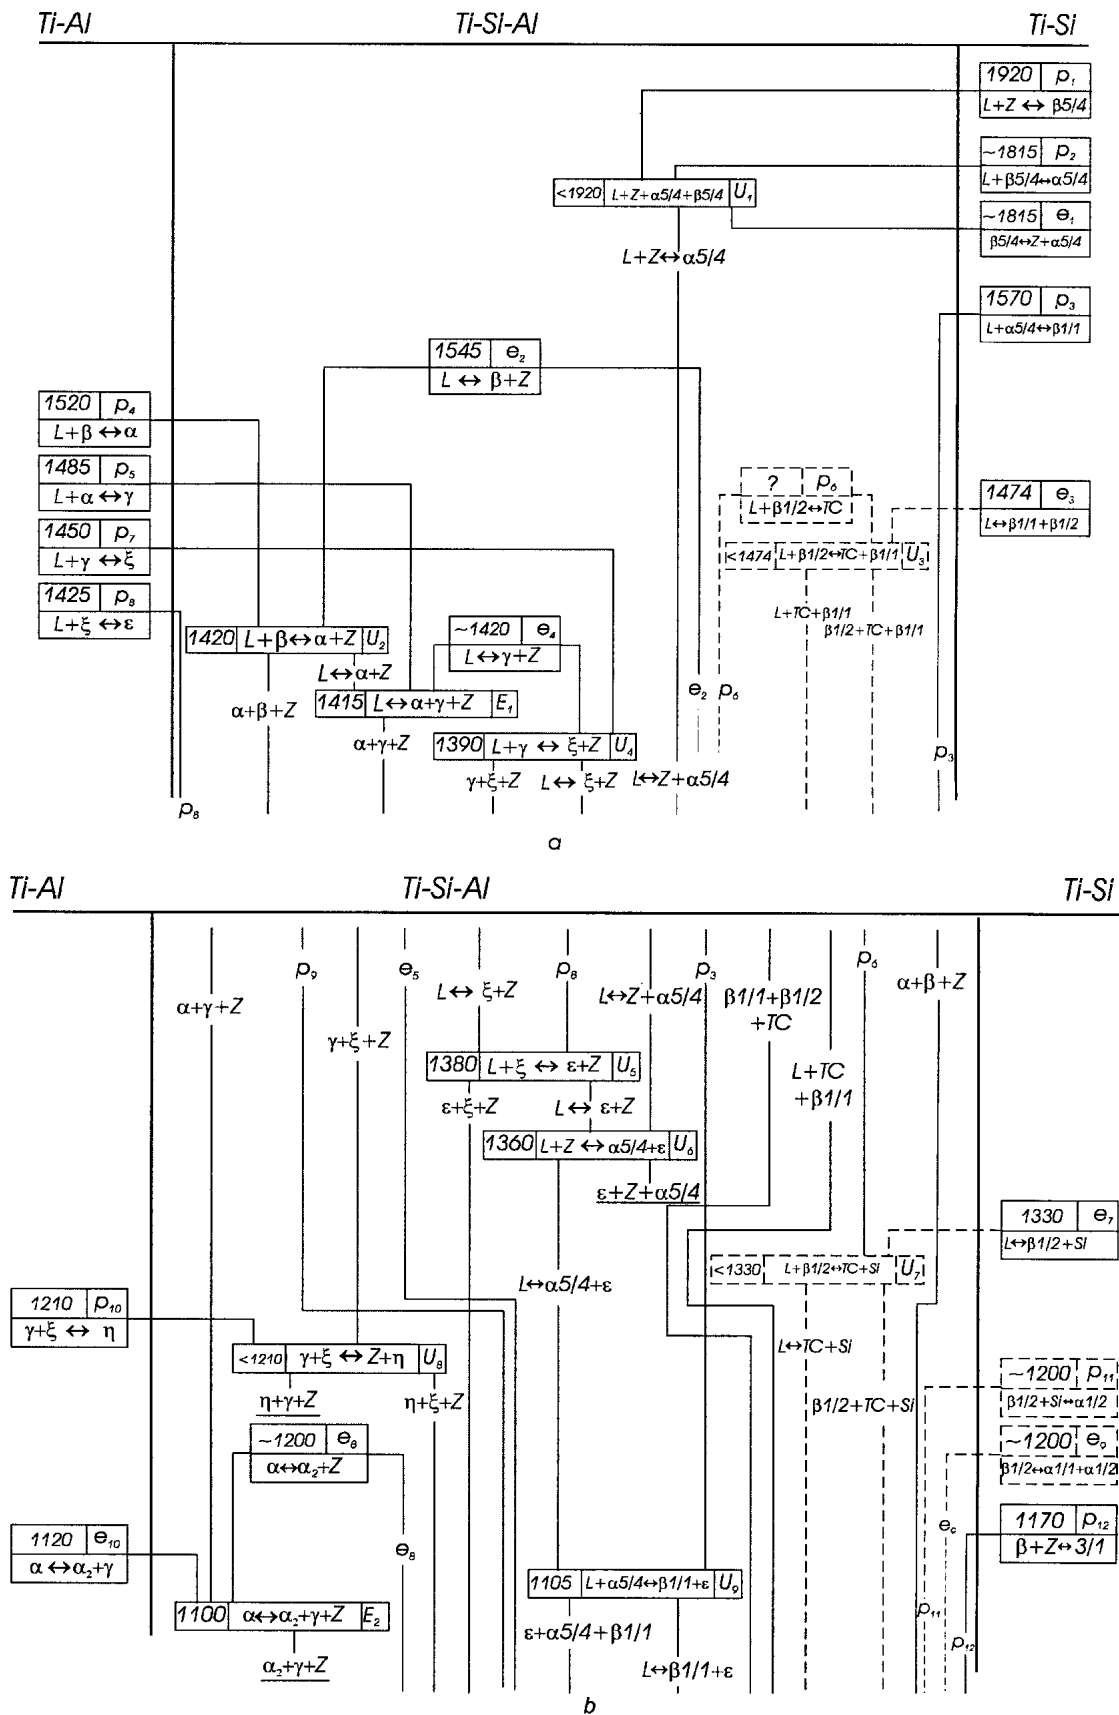 Ti-Al Ti-Si-Al Ti-Si
1920 p₁
L+Z ↔ β5/4
~1815 p₂
L+β5/4↔α5/4
<1920 L+Z+α5/4+β5/4 U₁
~1815 e₁
β5/4↔Z+α5/4
L+Z↔α5/4
1570 p₃
L+α5/4↔β1/1
1545 e₂
L ↔ β+Z
1520 p₄
L+β ↔α
1485 p₅
L+α ↔γ
? p₆
L+β1/2↔TC
1474 e₃
L↔β1/1+β1/2
1450 p₇
L+γ ↔ξ
<1474 L+β1/2↔TC+β1/1 U₃
1425 p₈
L+ξ ↔ε
L+TC+β1/1
β1/2+TC+β1/1
1420 L+β↔α+Z U₂
~1420 e₄
L↔γ+Z
L↔α+Z
α+β+Z
1415 L↔α+γ+Z E₁
e₂ p₆
α+γ+Z
1390 L+γ ↔ ξ+Z U₄
p₃
γ+ξ+Z L↔ ξ+Z L↔Z+α5/4
p₈
a
Ti-Al Ti-Si-Al Ti-Si
p₉ e₅ p₈ p₃ p₆
α+γ+Z
L↔ ξ+Z
L↔Z+α5/4
β1/1+β1/2
+TC
α+β+Z
γ+ξ+Z
1380 L+ξ ↔ ε+Z U₅
L+TC
+β1/1
ε+ξ+Z L↔ ε+Z
1360 L+Z ↔α5/4+ε U₆
ε+Z+α5/4
1330 e₇
L↔β1/2+Si
<1330 L+β1/2↔TC+Si U₇
L↔α5/4+ε
1210 p₁₀
γ+ξ ↔ η
<1210 γ+ξ ↔ Z+η U₈
L↔TC+Si
η+γ+Z η+ξ+Z
β1/2+TC+Si
~1200 p₁₁
β1/2+Si↔α1/2
~1200 e₈
α↔α₂+Z
~1200 e₉
β1/2↔α1/1+α1/2
1120 e₁₀
α ↔α₂+γ
e₈
e₉
1170 p₁₂
β+Z↔3/1
1105 L+α5/4↔β1/1+ε U₉
1100 α↔α₂+γ+Z E₂
p₁₁
ε+α5/4+β1/1
p₁₂
α₂+γ+Z
L↔β1/1+ε
b